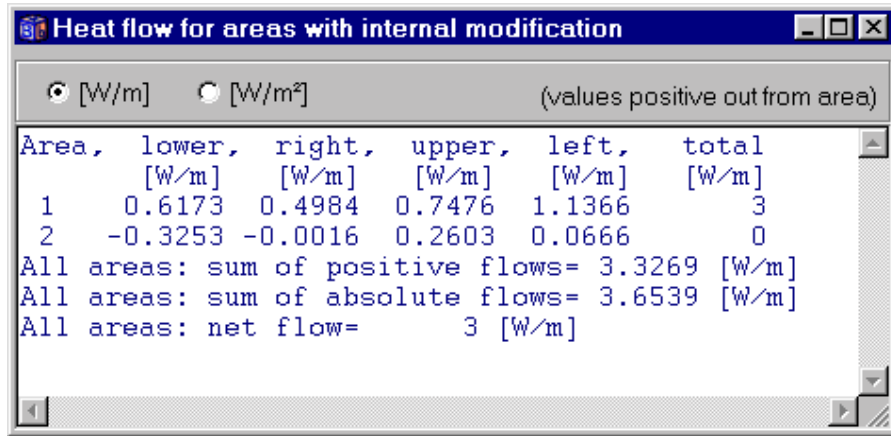 Heat flow for areas with internal modification
[W/m] [W/m²] (values positive out from area)
Area, lower, right, upper, left, total
[W/m] [W/m] [W/m] [W/m] [W/m]
1 0.6173 0.4984 0.7476 1.1366 3
2 -0.3253 -0.0016 0.2603 0.0666 0
All areas: sum of positive flows= 3.3269 [W/m]
All areas: sum of absolute flows= 3.6539 [W/m]
All areas: net flow= 3 [W/m]